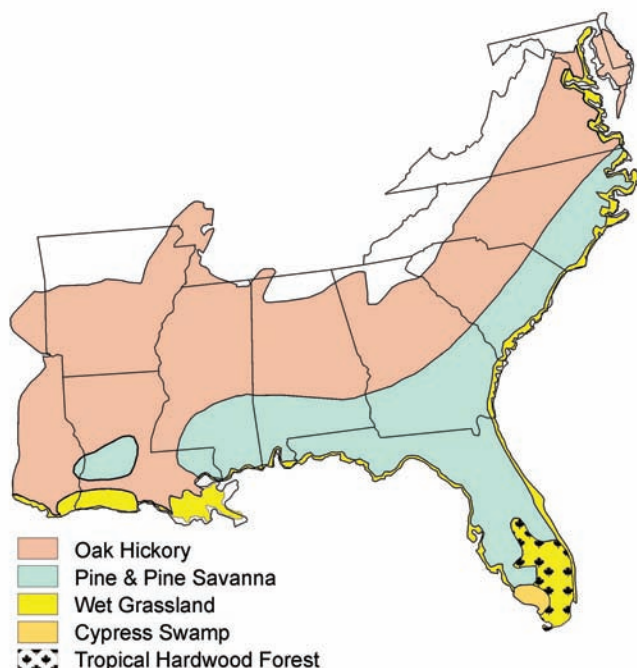 Oak Hickory
Pine & Pine Savanna
Wet Grassland
Cypress Swamp
Tropical Hardwood Forest